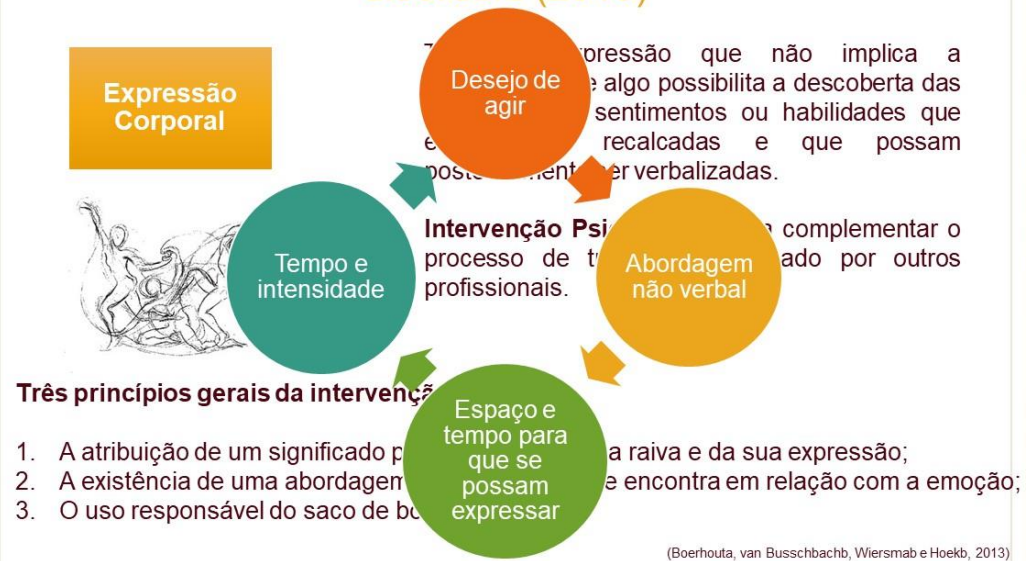 Expressão
Corporal
pressão que não implica a
e algo possibilita a descoberta das
sentimentos ou habilidades que
recalcadas e que possam
er verbalizadas.
Intervenção Psi
complementar o
processo de
ado por outros
profissionais.
Desejo de
agir
Abordagem
não verbal
Espaço e
tempo para
que se
possam
expressar
Tempo e
intensidade
Três princípios gerais da intervençã
1. A atribuição de um significado p
a raiva e da sua expressão;
2. A existência de uma abordagem
e encontra em relação com a emoção;
3. O uso responsável do saco de bo
(Boerhouta, van Busschbachb, Wiersmab e Hoekb, 2013)